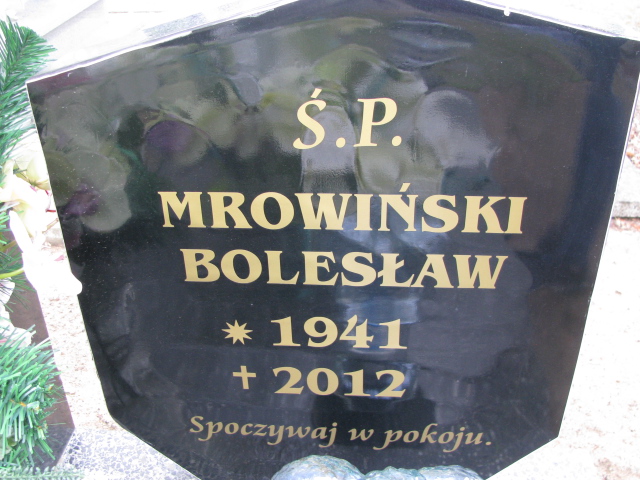 Ś.P.
MROWIŃSKI
BOLESŁAW
* 1941
+ 2012
Spoczywaj w pokoju.